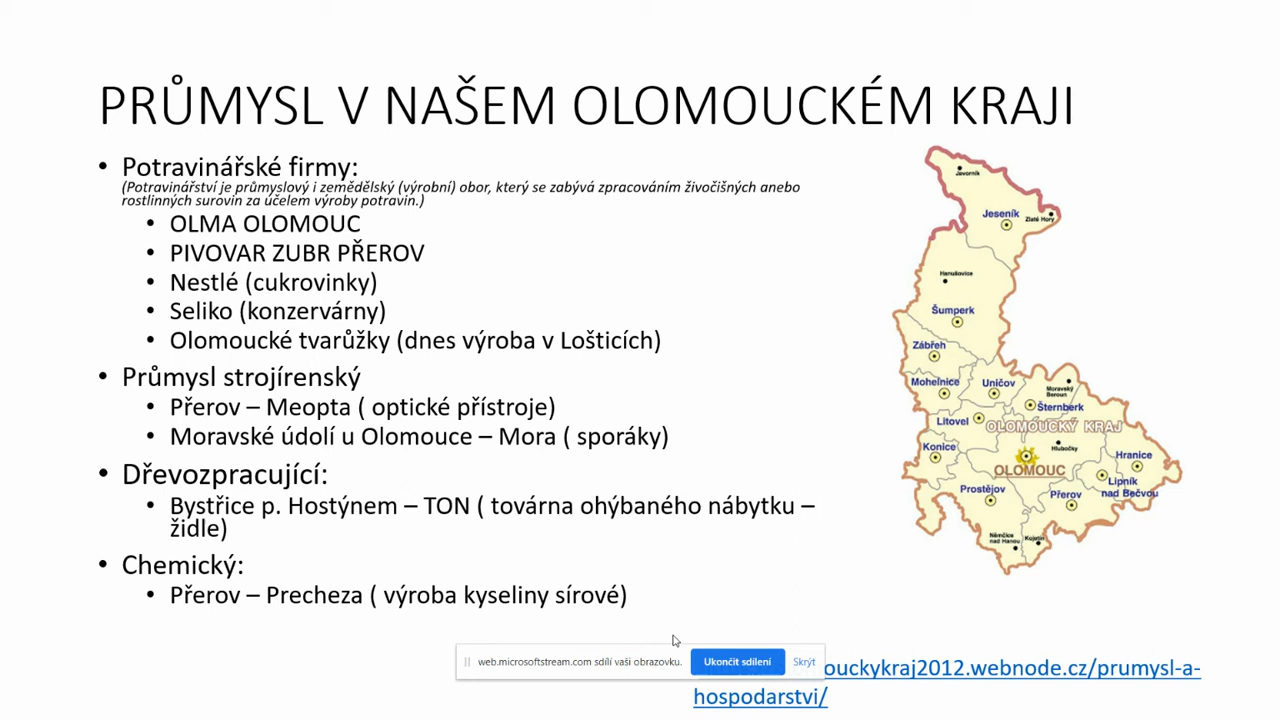 PRŮMYSL V NAŠEM OLOMOUCKÉM KRAJI
• Potravinářské firmy:
(Potravinářství je průmyslový i zemědělský (výrobní) obor, který se zabývá zpracováním živočišných anebo
rostlinných surovin za účelem výroby potravin.)
• OLMA OLOMOUC
• PIVOVAR ZUBR PŘEROV
• Nestlé (cukrovinky)
• Seliko (konzervárny)
• Olomoucké tvarůžky (dnes výroba v Lošticích)
• Průmysl strojírenský
• Přerov – Meopta ( optické přístroje)
• Moravské údolí u Olomouce – Mora ( sporáky)
• Dřevozpracující:
• Bystřice p. Hostýnem – TON ( továrna ohýbaného nábytku –
židle)
• Chemický:
• Přerov – Precheza ( výroba kyseliny sírové)
Javorník
Jeseník
Zlaté Hory
Hanušovice
Šumperk
Zábřeh
Mohelnice
Uničov
Moravský
Beroun
Šternberk
Litovel
OLOMOUCKÝ KRAJ
Konice
Hlubočky
Hranice
OLOMOUC
Lipník
nad Bečvou
Prostějov
Přerov
Němčice
nad Hanou
Kojetín
web.microsoftstream.com sdílí vaši obrazovku.
Ukončit sdílení
Skrýt
ouckykraj2012.webnode.cz/prumysl-a-
hospodarstvi/